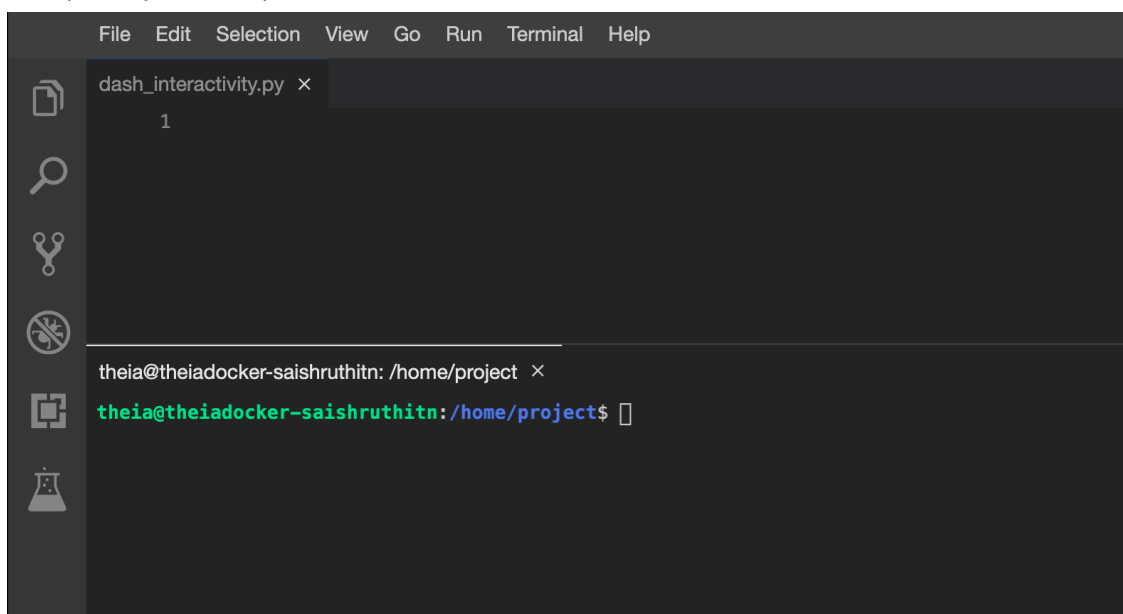 File Edit Selection View Go Run Terminal Help
dash_interactivity.py ×
1
theia@theiadocker-saishruthitn: /home/project ×
theia@theiadocker-saishruthitn:/home/project$